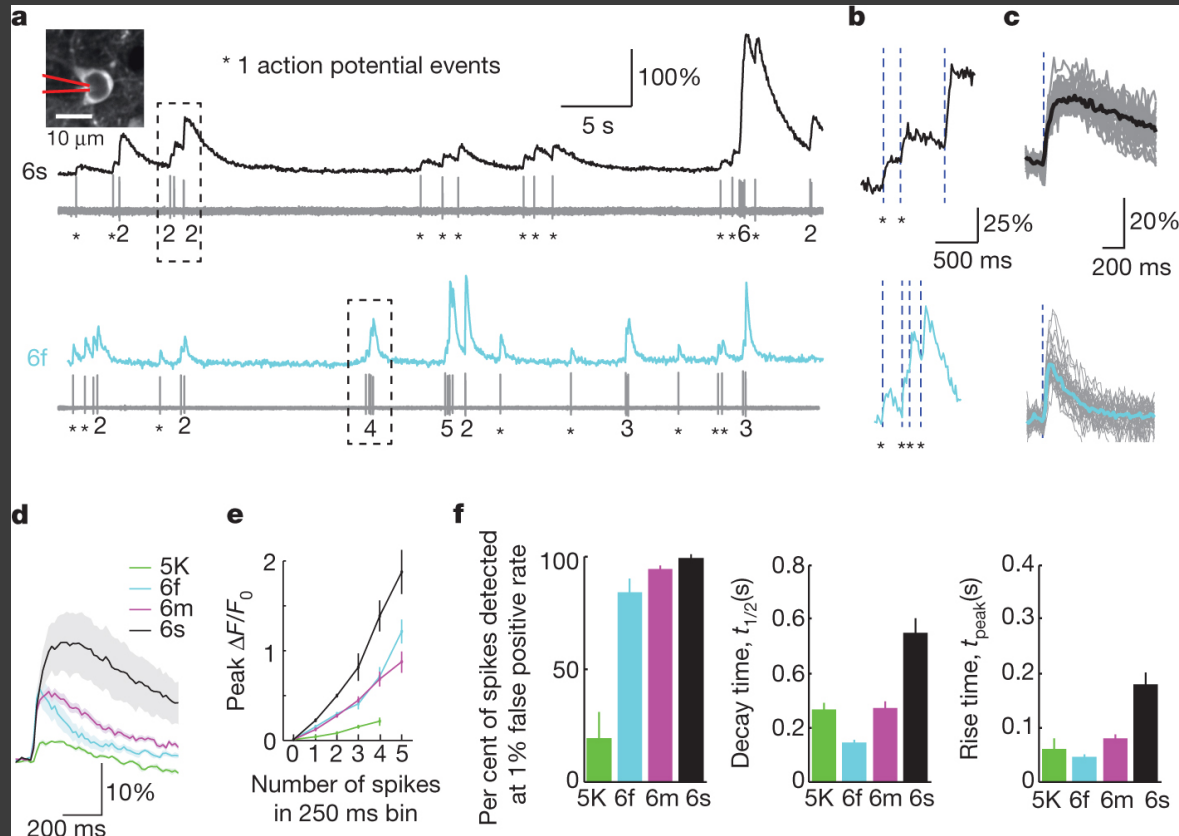 a
b
c
* 1 action potential events
100%
5 s
10 µm
6s
* * 2 2 2 * * * * * * * * 6 * 2
25%
500 ms
* *
20%
200 ms
6f
* * 2 * 2 4 5 2 * * 3 * * * 3
* * * *
d
e
f
5K
6f
6m
6s
10%
200 ms
Peak ΔF/F0
2
1
0
0 1 2 3 4 5
Number of spikes
in 250 ms bin
Per cent of spikes detected
at 1% false positive rate
100
50
0
5K 6f 6m 6s
Decay time, t1/2(s)
0.8
0.6
0.2
0
5K 6f 6m 6s
Rise time, tpeak(s)
0.4
0.3
0.2
0.1
0
5K 6f 6m 6s